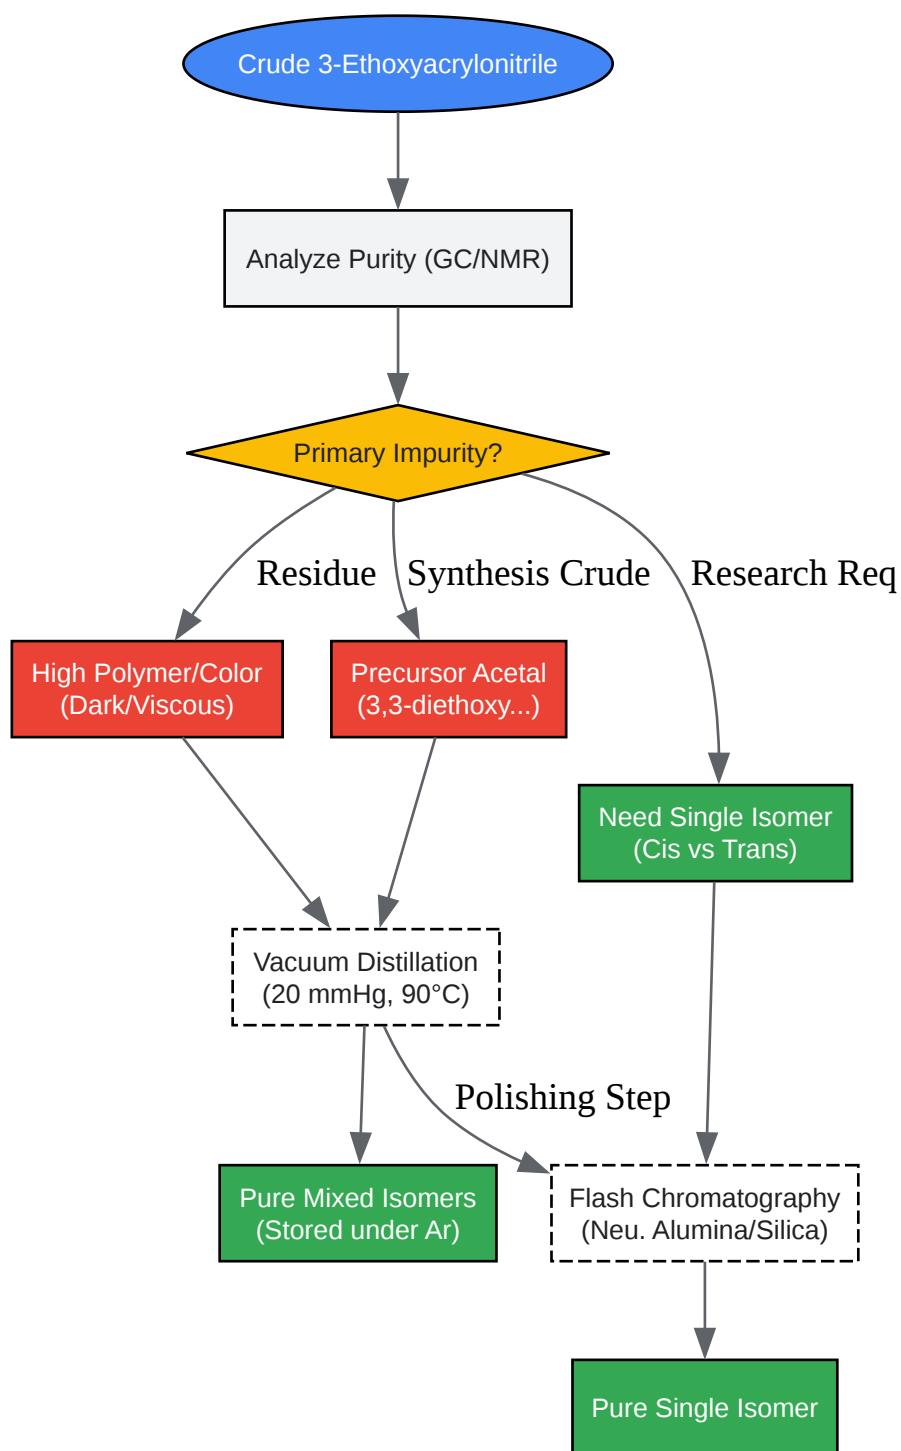 Crude 3-Ethoxyacrylonitrile
Analyze Purity (GC/NMR)
Primary Impurity?
Residue
Synthesis Crude
Research Req
High Polymer/Color
(Dark/Viscous)
Precursor Acetal
(3,3-diethoxy...)
Need Single Isomer
(Cis vs Trans)
Vacuum Distillation
(20 mmHg, 90°C)
Polishing Step
Pure Mixed Isomers
(Stored under Ar)
Flash Chromatography
(Neu. Alumina/Silica)
Pure Single Isomer